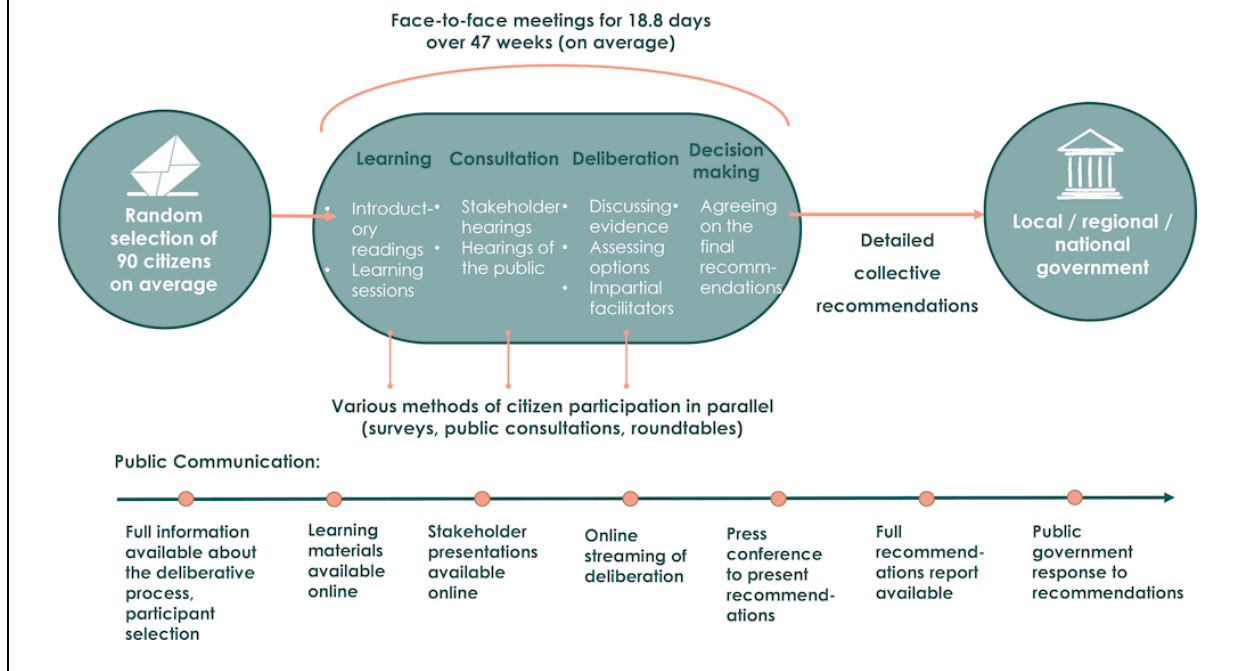 Face-to-face meetings for 18.8 days
over 47 weeks (on average)
Random
selection of
90 citizens
on average
Learning
• Introduct-
ory
readings
• Learning
sessions
Consultation
• Stakeholder
hearings
• Hearings of
the public
Deliberation
• Discussing
evidence
• Assessing
options
• Impartial
facilitators
Decision
making
• Agreeing
on the
final
recomm-
endations
Detailed
collective
recommendations
Local / regional /
national
government
Various methods of citizen participation in parallel
(surveys, public consultations, roundtables)
Public Communication:
Full information
available about
the deliberative
process,
participant
selection
Learning
materials
available
online
Stakeholder
presentations
available
online
Online
streaming of
deliberation
Press
conference
to present
recommend-
ations
Full
recommend-
ations report
available
Public
government
response to
recommendations